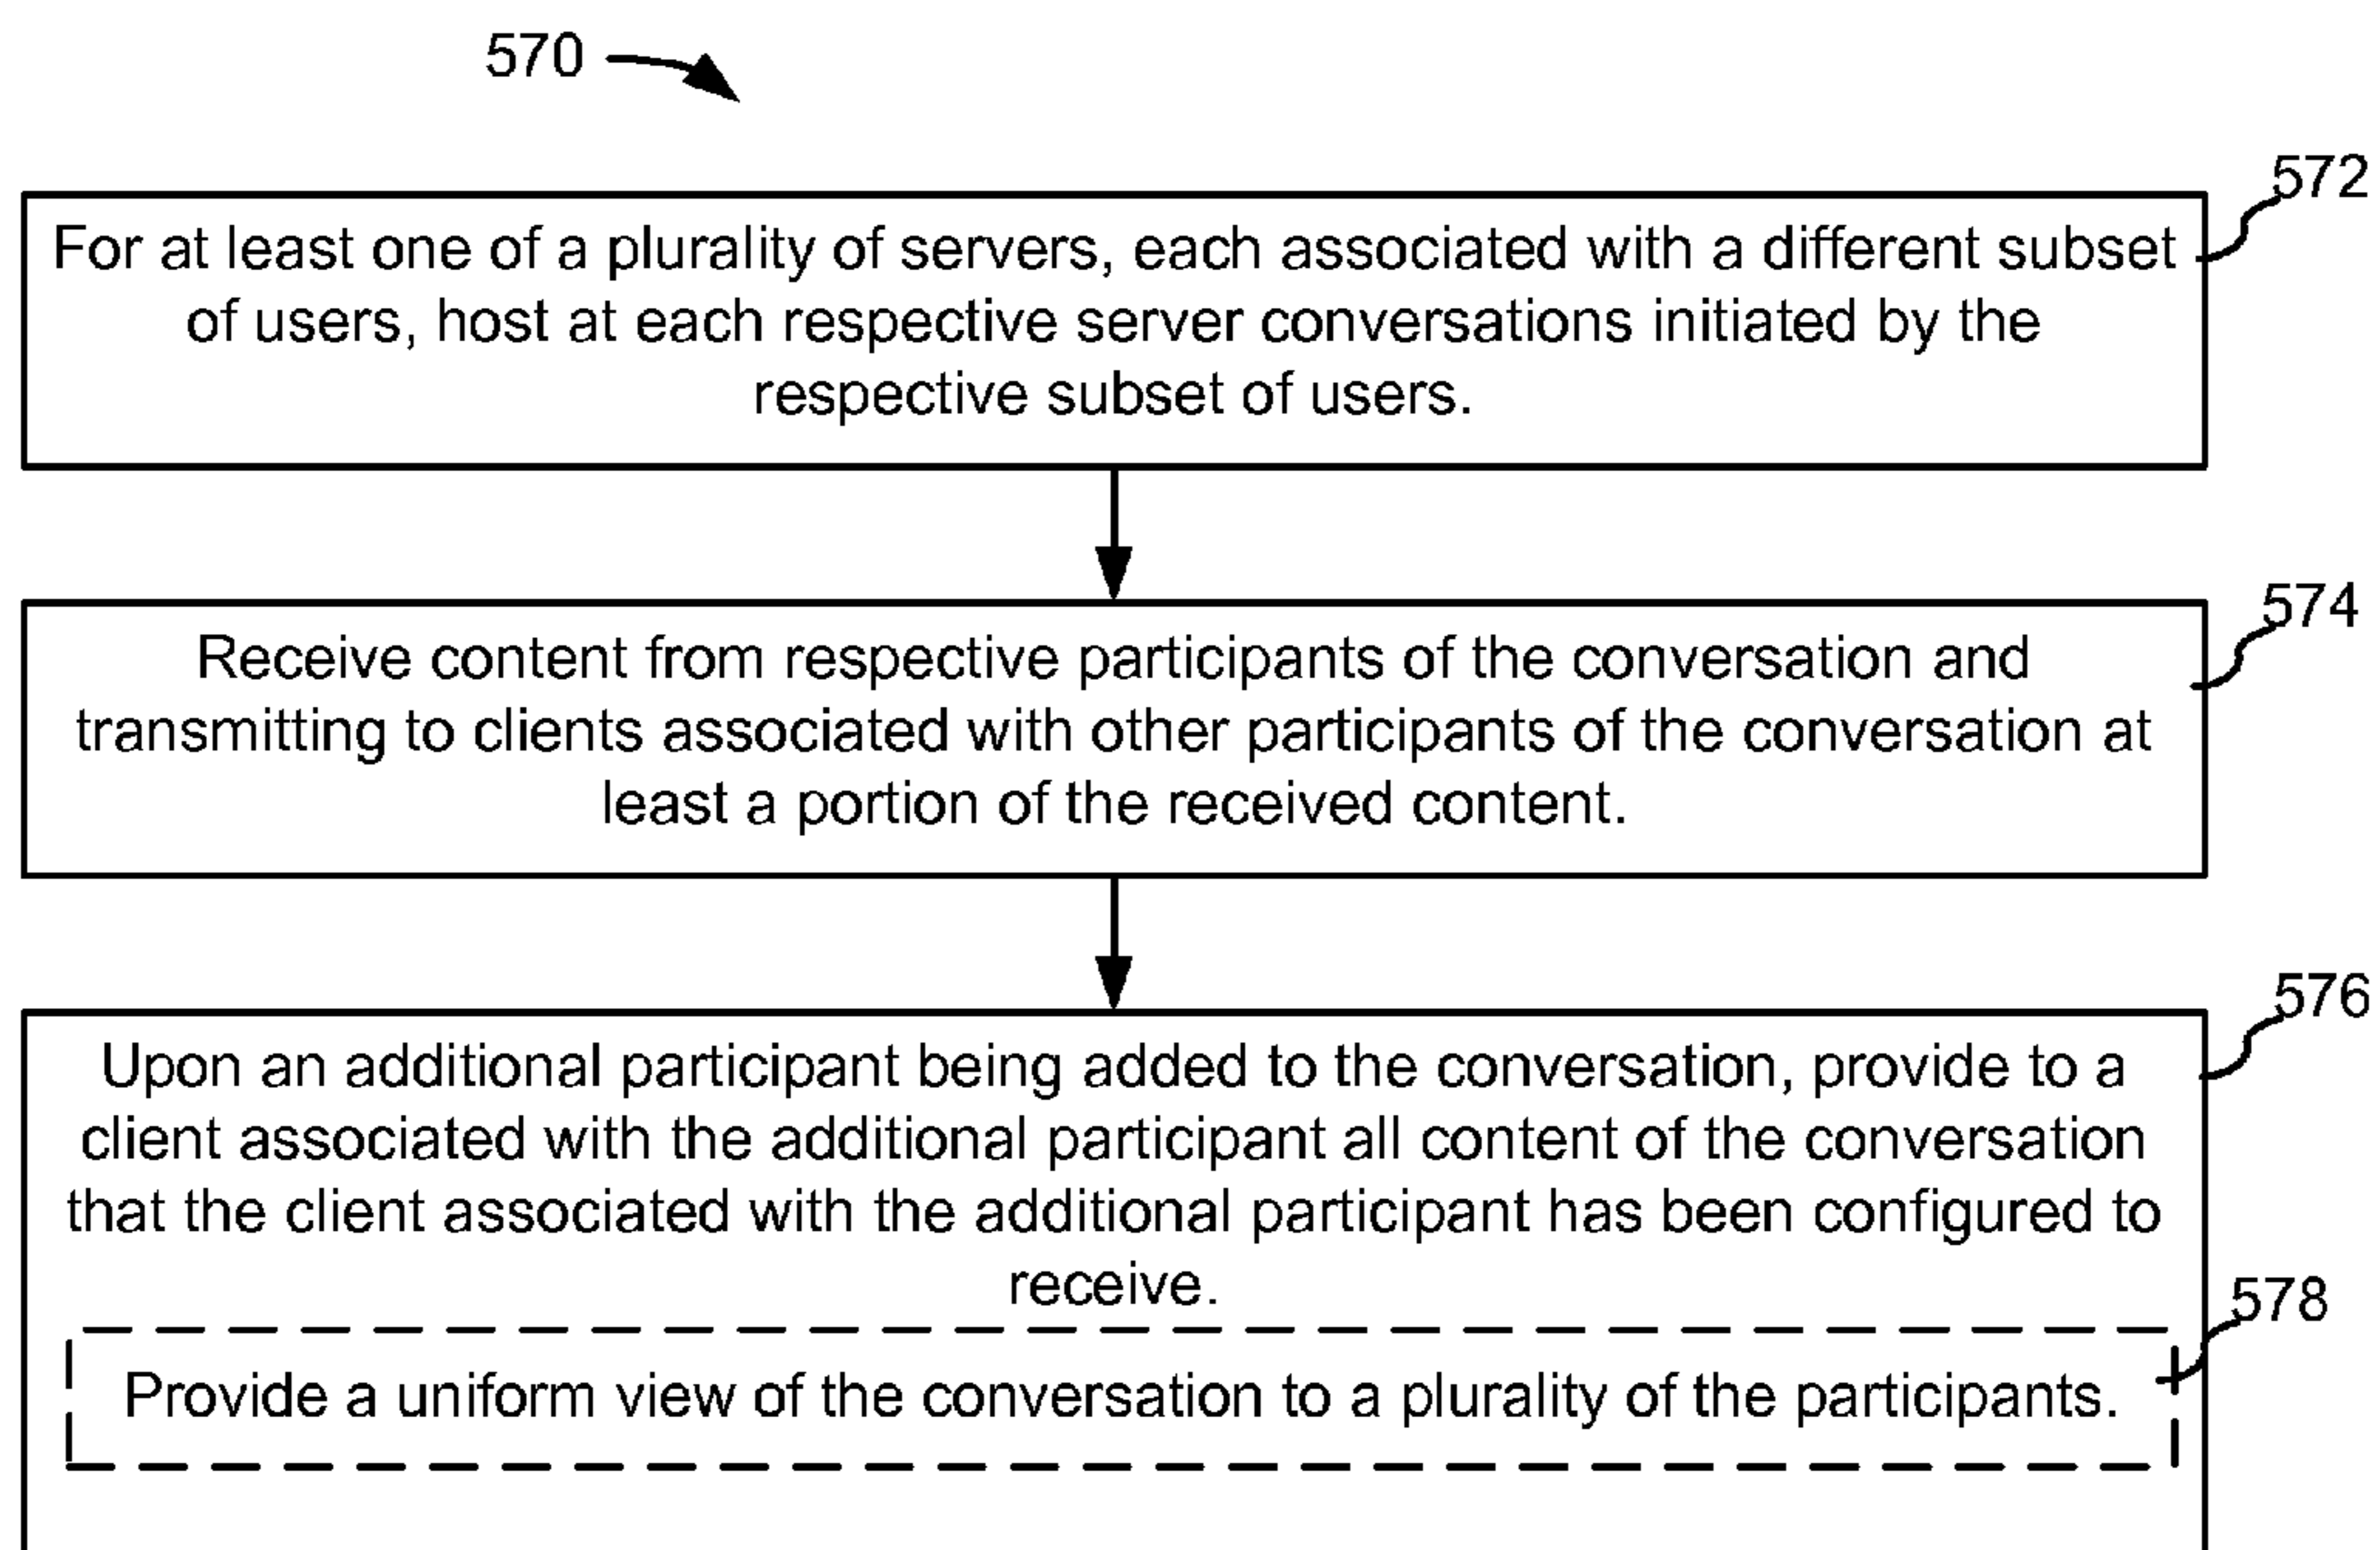 570
572
For at least one of a plurality of servers, each associated with a different subset
of users, host at each respective server conversations initiated by the
respective subset of users.
574
Receive content from respective participants of the conversation and
transmitting to clients associated with other participants of the conversation at
least a portion of the received content.
576
Upon an additional participant being added to the conversation, provide to a
client associated with the additional participant all content of the conversation
that the client associated with the additional participant has been configured to
receive.
578
Provide a uniform view of the conversation to a plurality of the participants.